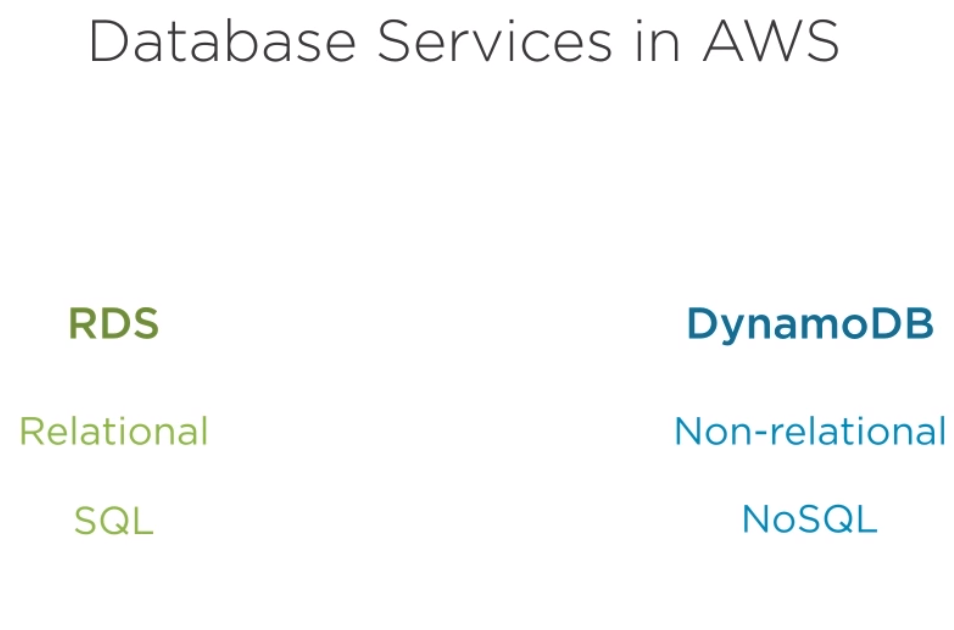 Database Services in AWS
RDS
Relational
SQL
DynamoDB
Non-relational
NoSQL